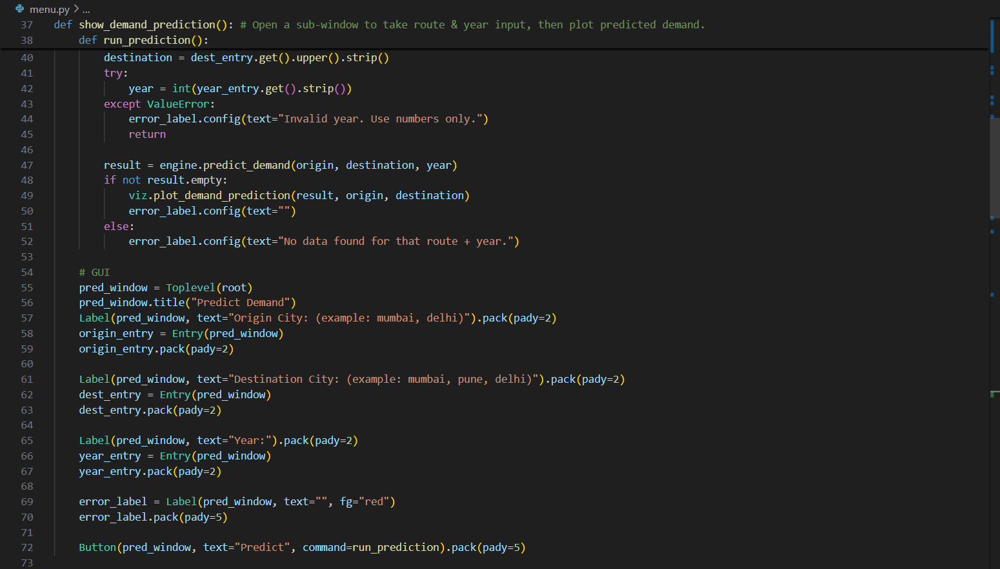 menu.py > ...
37 def show_demand_prediction(): # Open a sub-window to take route & year input, then plot predicted demand.
38     def run_prediction():
40         destination = dest_entry.get().upper().strip()
41         try:
42             year = int(year_entry.get().strip())
43         except ValueError:
44             error_label.config(text="Invalid year. Use numbers only.")
45             return
46
47         result = engine.predict_demand(origin, destination, year)
48         if not result.empty:
49             viz.plot_demand_prediction(result, origin, destination)
50             error_label.config(text="")
51         else:
52             error_label.config(text="No data found for that route + year.")
53
54     # GUI
55     pred_window = Toplevel(root)
56     pred_window.title("Predict Demand")
57     Label(pred_window, text="Origin City: (example: mumbai, delhi)").pack(pady=2)
58     origin_entry = Entry(pred_window)
59     origin_entry.pack(pady=2)
60
61     Label(pred_window, text="Destination City: (example: mumbai, pune, delhi)").pack(pady=2)
62     dest_entry = Entry(pred_window)
63     dest_entry.pack(pady=2)
64
65     Label(pred_window, text="Year:").pack(pady=2)
66     year_entry = Entry(pred_window)
67     year_entry.pack(pady=2)
68
69     error_label = Label(pred_window, text="", fg="red")
70     error_label.pack(pady=5)
71
72     Button(pred_window, text="Predict", command=run_prediction).pack(pady=5)
73